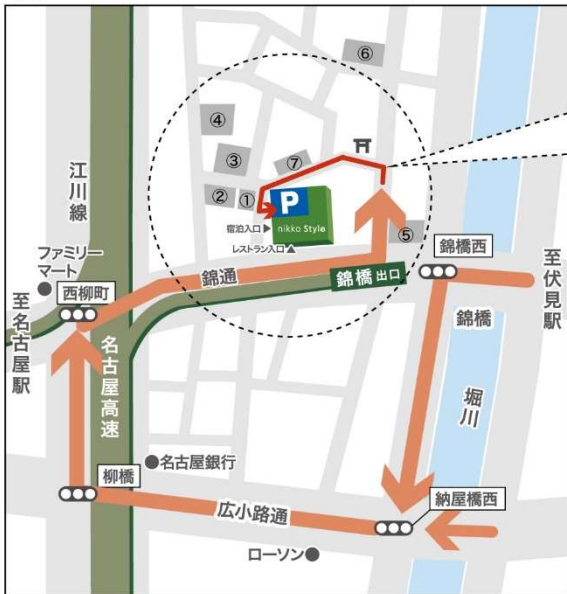 ⑥
④
③
⑦
②
①
P
nikko Style
宿泊入口▶
レストラン入口▲
⑤
江川線
ファミリー
マート
西柳町
錦通
錦橋出口
錦橋西
至伏見駅
錦橋
至名古屋駅
名古屋高速
堀川
名古屋銀行
柳橋
広小路通
納屋橋西
ローソン